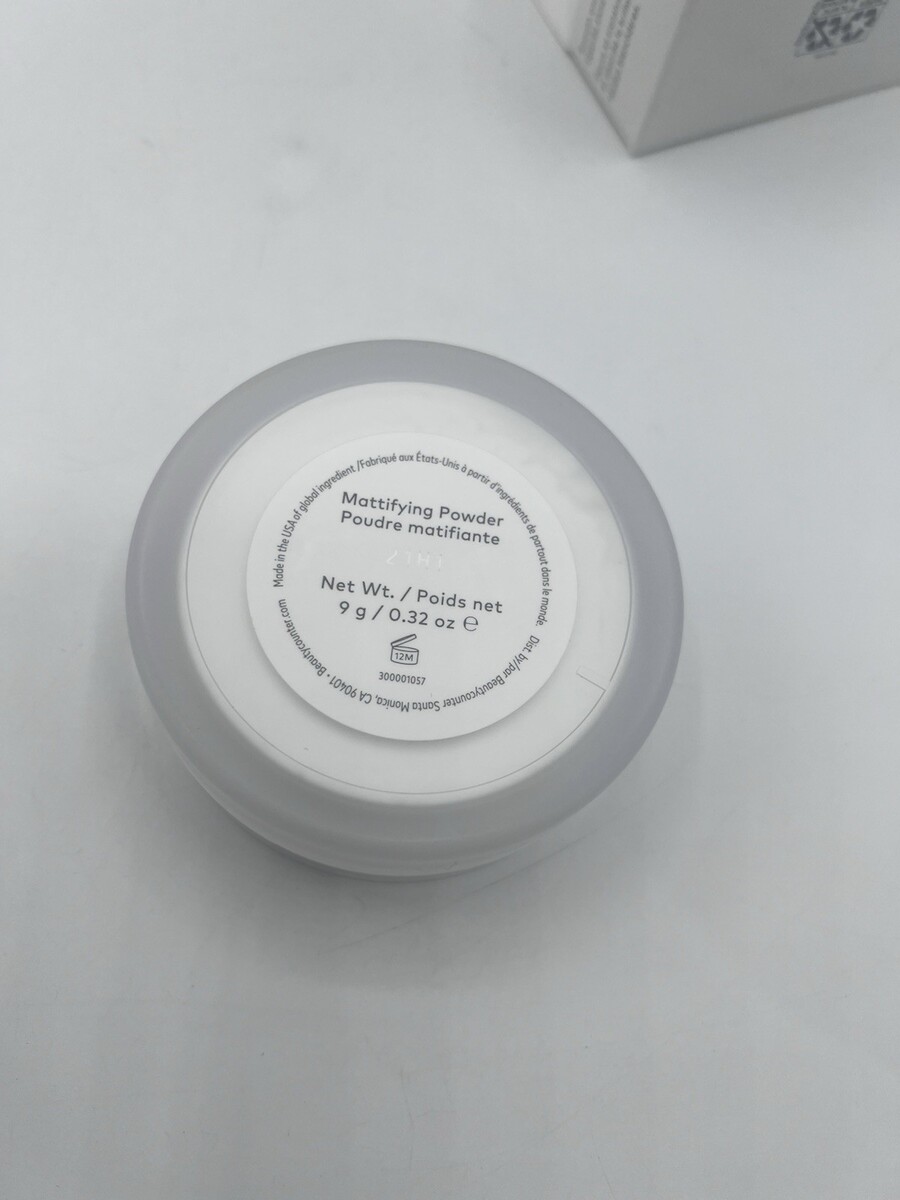 Made in the USA of global ingredient /Fabriqué aux États-Unis à partir d'ingrédients de partout dans le monde.
Mattifying Powder
Poudre matifiante
Net Wt. / Poids net
9 g / 0.32 oz ℮
12M
300001057
Dist. by/par Beautycounter Santa Monica, CA 90401 • Beautycounter.com